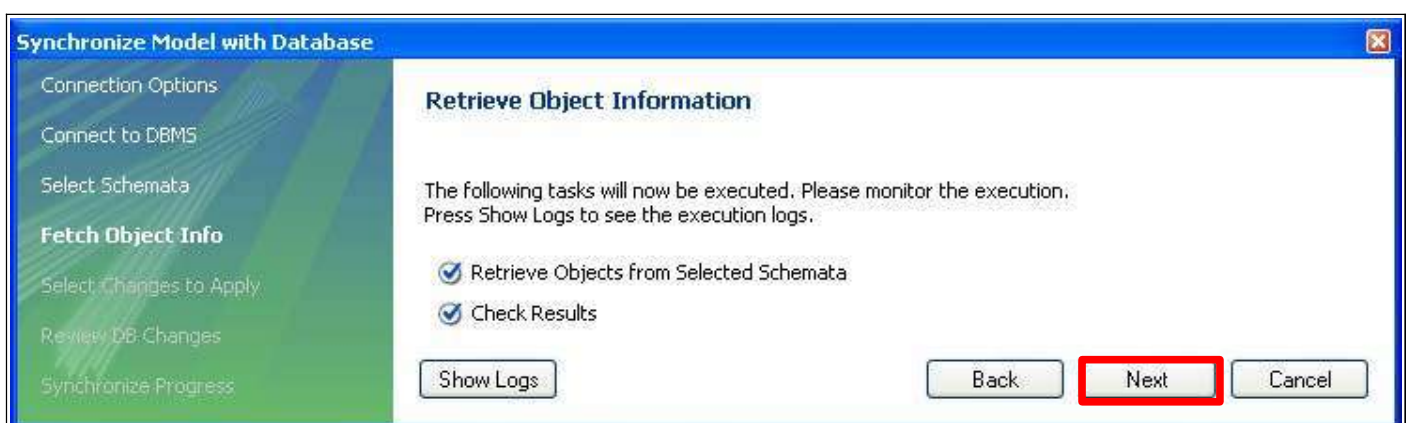 Synchronize Model with Database
Connection Options
Connect to DBMS
Select Schemata
Fetch Object Info
Select Changes to Apply
Review DB Changes
Synchronize Progress
Retrieve Object Information
The following tasks will now be executed. Please monitor the execution.
Press Show Logs to see the execution logs.
Retrieve Objects from Selected Schemata
Check Results
Show Logs
Back
Next
Cancel